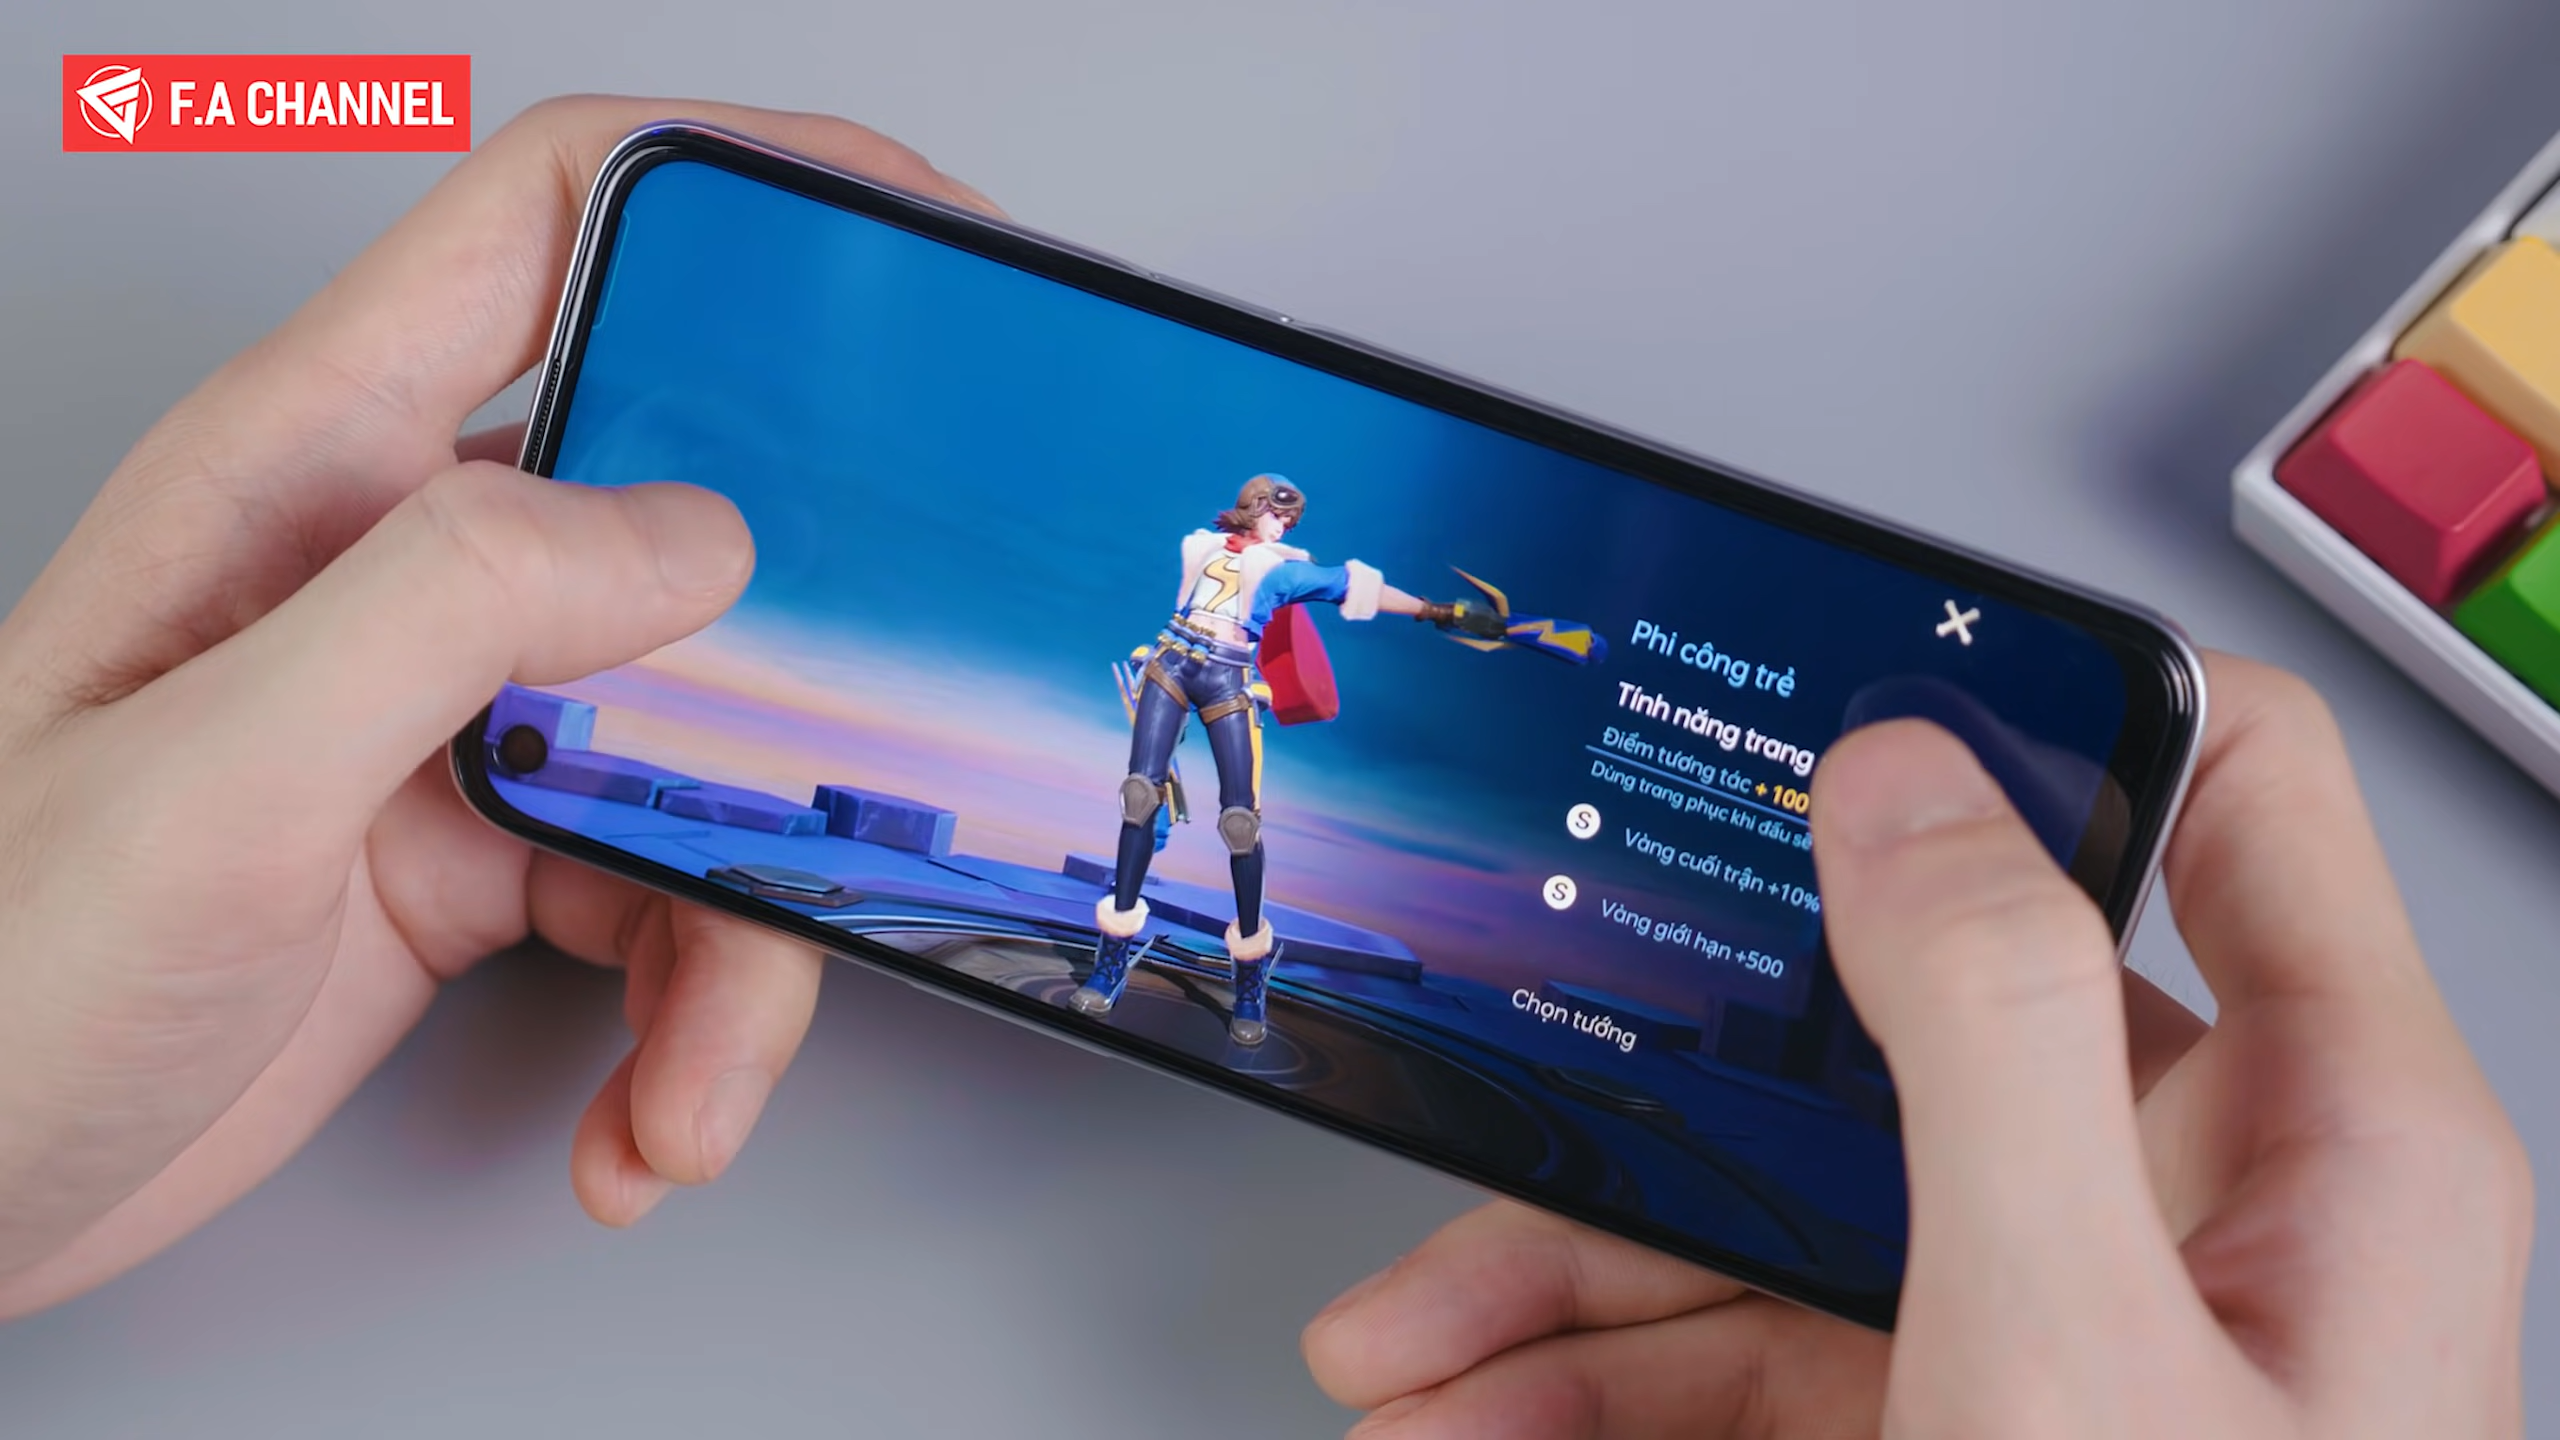 F.A CHANNEL
Phi công trẻ
Tính năng trang
Điểm tương tác + 100
Dùng trang phục khi đấu sẽ
S Vàng cuối trận +10%
S Vàng giới hạn +500
Chọn tướng